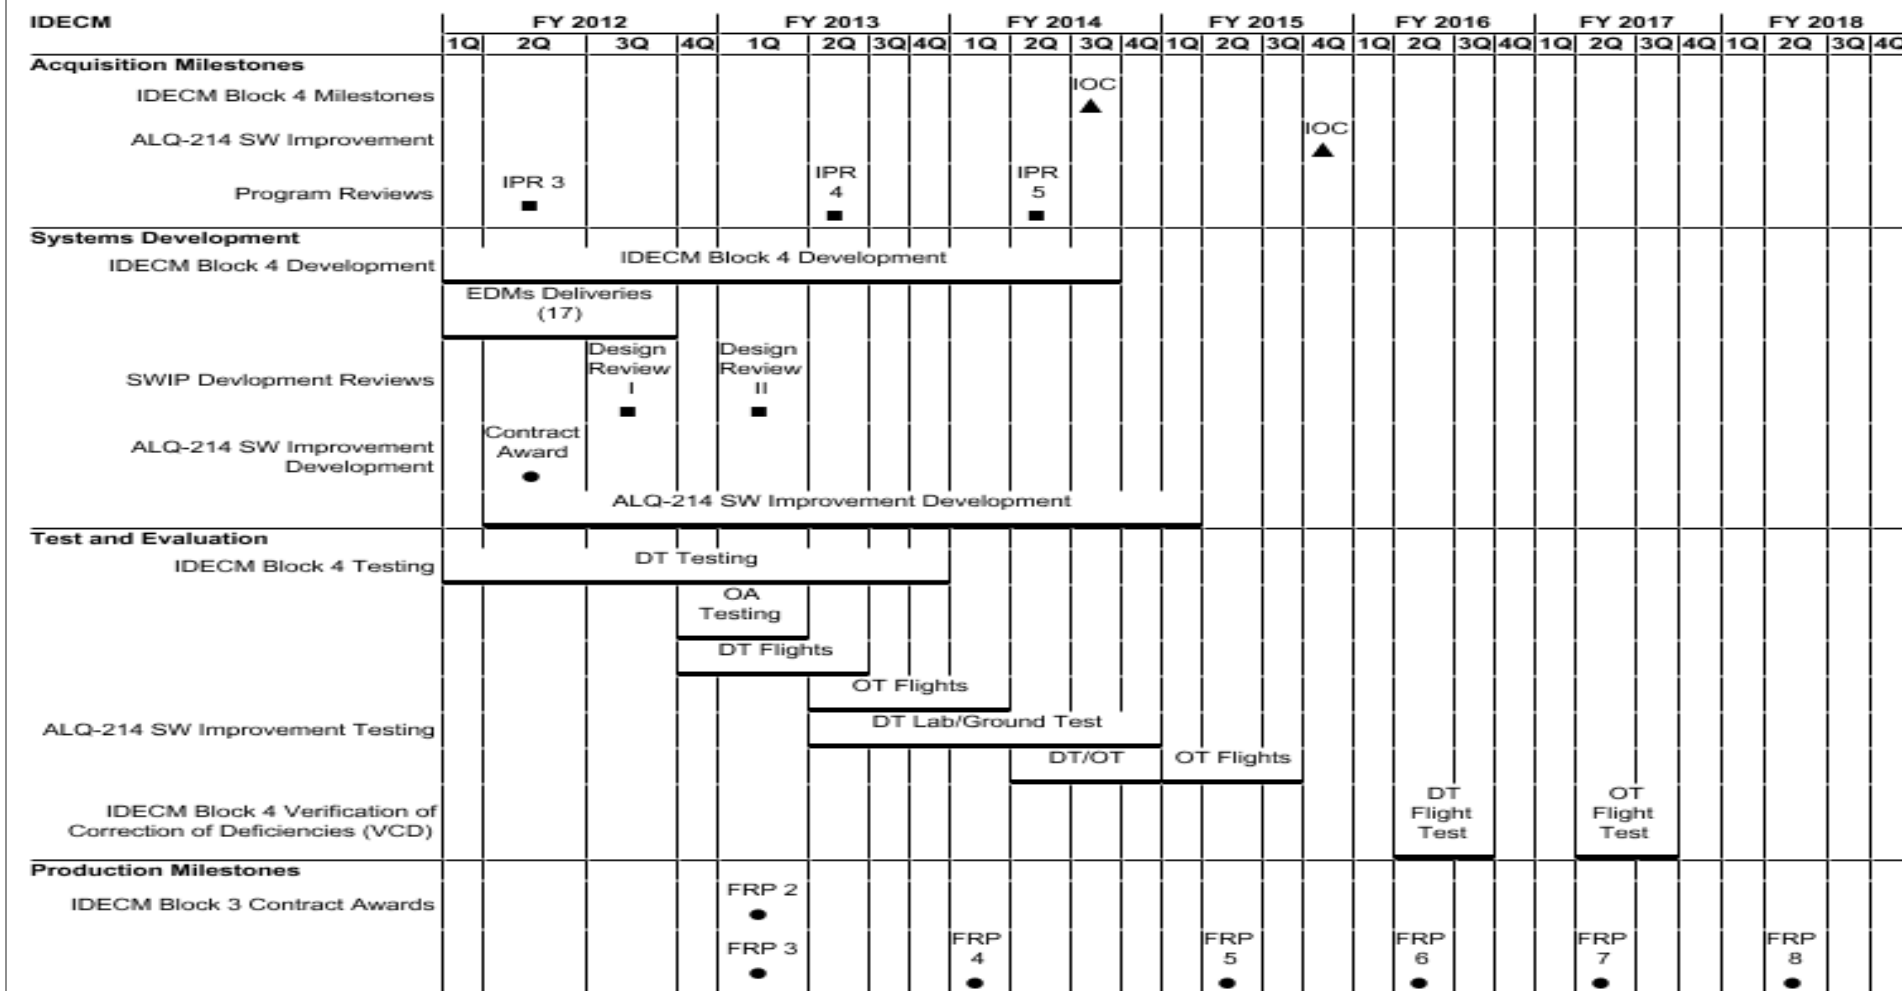 IDECM FY 2012 FY 2013 FY 2014 FY 2015 FY 2016 FY 2017 FY 2018
1Q 2Q 3Q 4Q 1Q 2Q 3Q 4Q 1Q 2Q 3Q 4Q 1Q 2Q 3Q 4Q 1Q 2Q 3Q 4Q 1Q 2Q 3Q 4Q 1Q 2Q 3Q 4Q
Acquisition Milestones
IDECM Block 4 Milestones
IOC
ALQ-214 SW Improvement
IOC
Program Reviews
IPR 3
IPR
4
IPR
5
Systems Development
IDECM Block 4 Development
IDECM Block 4 Development
EDMs Deliveries
(17)
SWIP Devlopment Reviews
Design
Review
I
Design
Review
II
ALQ-214 SW Improvement
Development
Contract
Award
ALQ-214 SW Improvement Development
Test and Evaluation
IDECM Block 4 Testing
DT Testing
OA
Testing
DT Flights
OT Flights
ALQ-214 SW Improvement Testing
DT Lab/Ground Test
DT/OT
OT Flights
IDECM Block 4 Verification of
Correction of Deficiencies (VCD)
DT
Flight
Test
OT
Flight
Test
Production Milestones
IDECM Block 3 Contract Awards
FRP 2
FRP 3
FRP
4
FRP
5
FRP
6
FRP
7
FRP
8